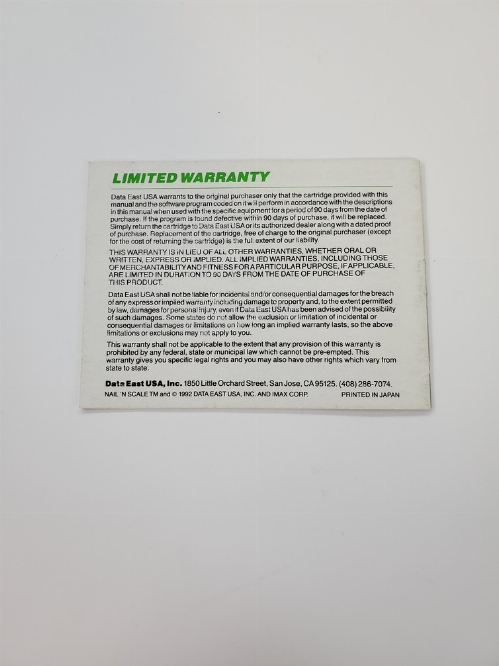 LIMITED WARRANTY
Data East USA warrants to the original purchaser only that the cartridge provided with this
manual and the software program coded on it will perform in accordance with the descriptions
in this manual when used with the specific equipment for a period of 90 days from the date of
purchase. If the program is found defective within 90 days of purchase, it will be replaced.
Simply return the cartridge to Data East USA or its authorized dealer along with a dated proof
of purchase. Replacement of the cartridge, free of charge to the original purchaser (except
for the cost of returning the cartridge) is the full extent of our liability.
THIS WARRANTY IS IN LIEU OF ALL OTHER WARRANTIES, WHETHER ORAL OR
WRITTEN, EXPRESS OR IMPLIED. ALL IMPLIED WARRANTIES, INCLUDING THOSE
OF MERCHANTABILITY AND FITNESS FOR A PARTICULAR PURPOSE, IF APPLICABLE,
ARE LIMITED IN DURATION TO 90 DAYS FROM THE DATE OF PURCHASE OF
THIS PRODUCT.
Data East USA shall not be liable for incidental and/or consequential damages for the breach
of any express or implied warranty including damage to property and, to the extent permitted
by law, damages for personal injury, even if Data East USA has been advised of the possibility
of such damages. Some states do not allow the exclusion or limitation of incidental or
consequential damages or limitations on how long an implied warranty lasts, so the above
limitations or exclusions may not apply to you.
This warranty shall not be applicable to the extent that any provision of this warranty is
prohibited by any federal, state or municipal law which cannot be pre-empted. This
warranty gives you specific legal rights and you may also have other rights which vary from
state to state.
Data East USA, Inc. 1850 Little Orchard Street, San Jose, CA 95125. (408) 286-7074.
NAIL 'N SCALE TM and © 1992 DATA EAST USA, INC. AND IMAX CORP. PRINTED IN JAPAN